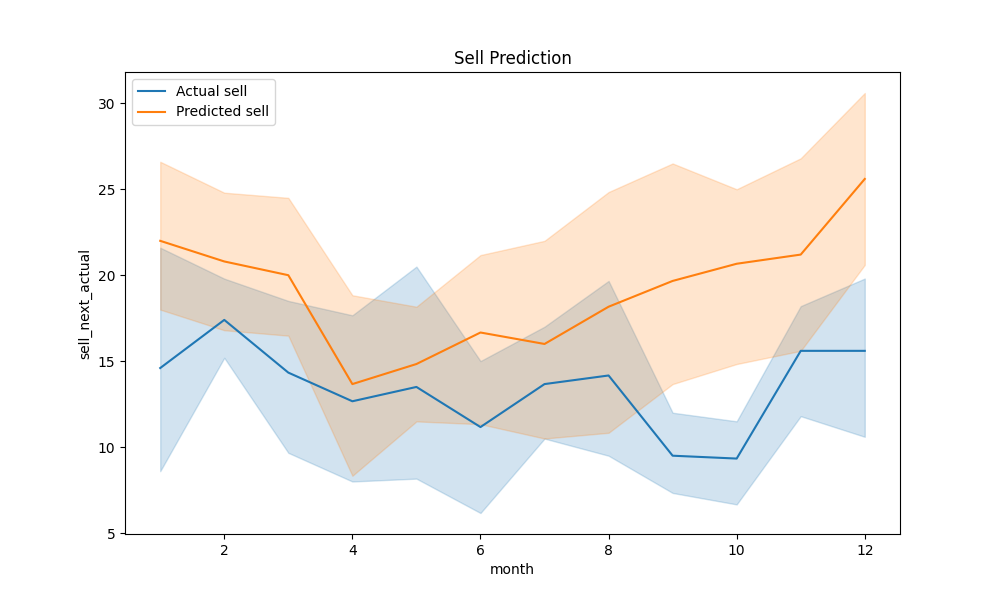 Sell Prediction
Actual sell
Predicted sell
30
25
20
15
10
5
sell_next_actual
2 4 6 8 10 12
month